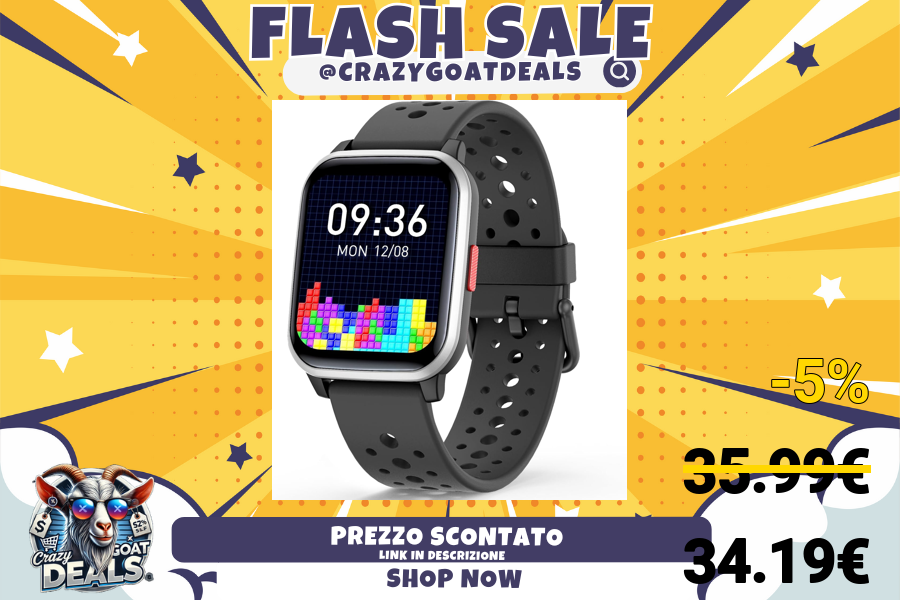 FLASH SALE
@CRAZYGOATDEALS
09:36
MON 12/08
-5%
35.99€
34.19€
PREZZO SCONTATO
LINK IN DESCRIZIONE
SHOP NOW
$
52%
Crazy
GOAT
DEALS